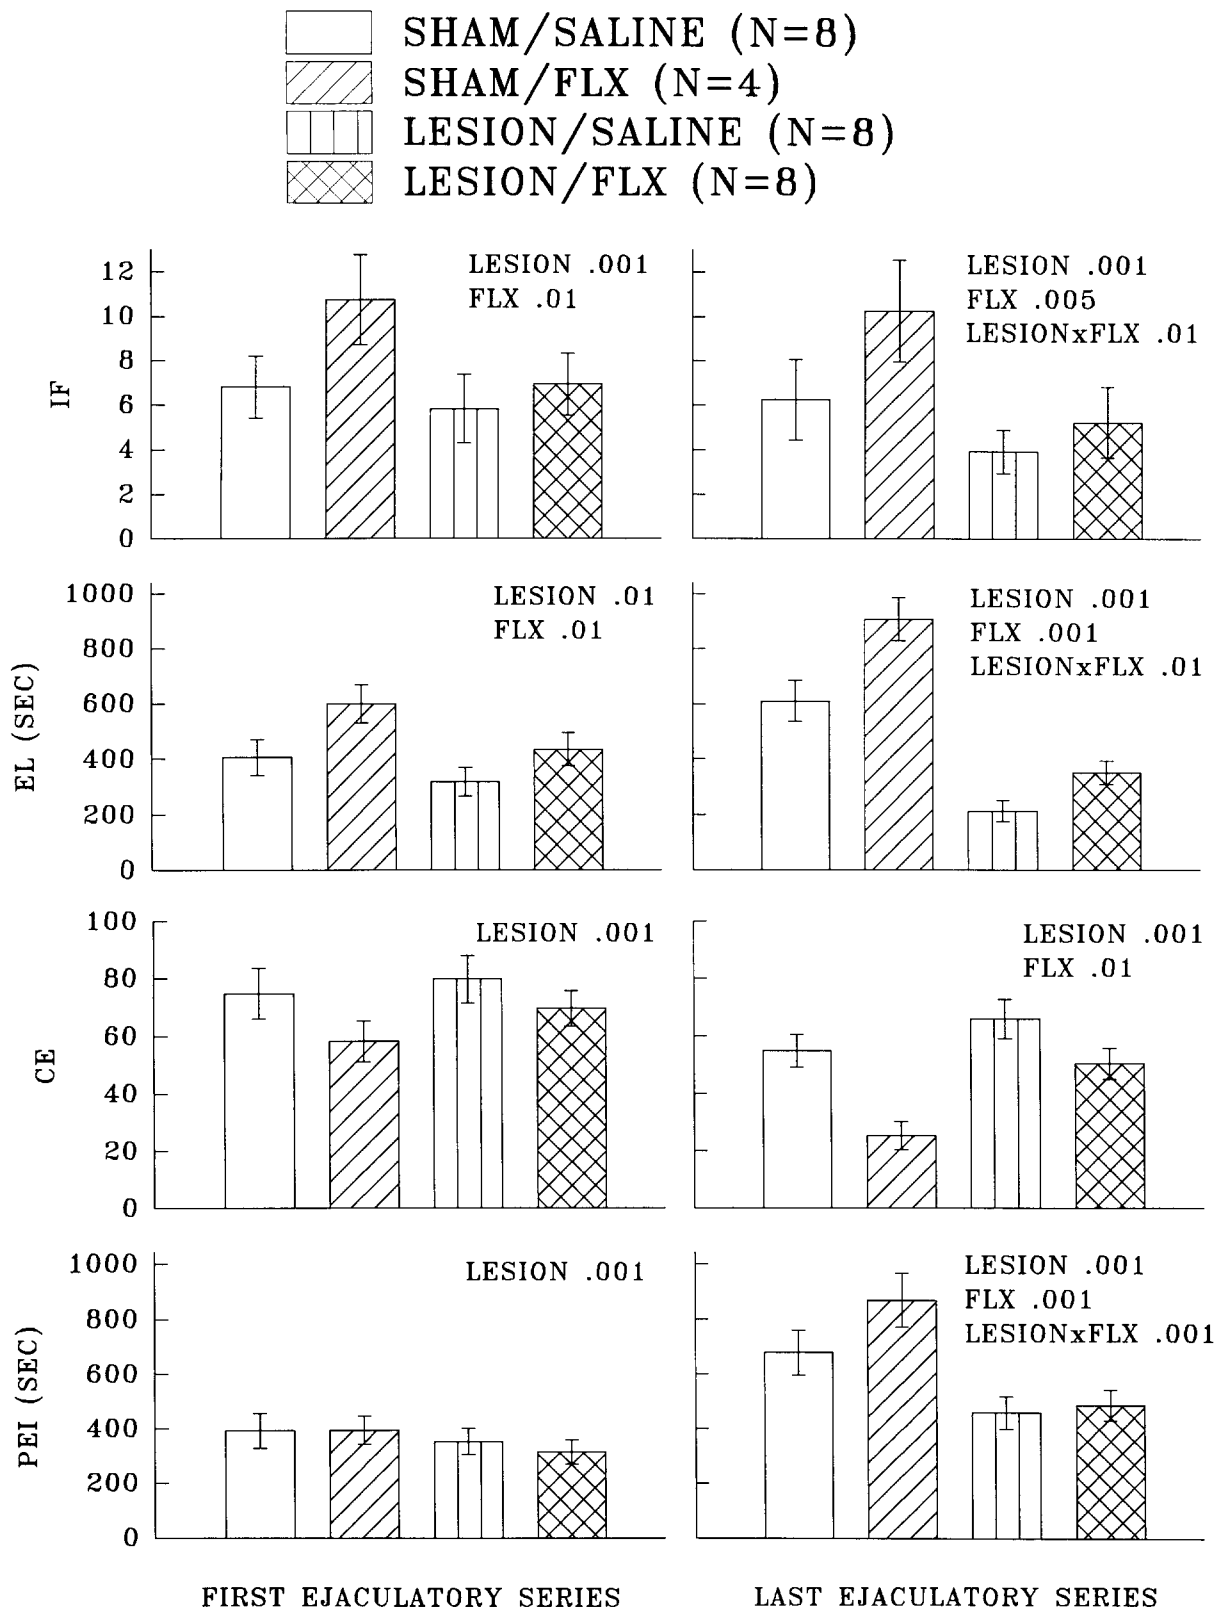 SHAM/SALINE (N=8)
SHAM/FLX (N=4)
LESION/SALINE (N=8)
LESION/FLX (N=8)
IF
12
10
8
6
4
2
0
LESION .001
FLX .01
LESION .001
FLX .005
LESIONxFLX .01
EL (SEC)
1000
800
600
400
200
0
LESION .01
FLX .01
LESION .001
FLX .001
LESIONxFLX .01
CE
100
80
60
40
20
0
LESION .001
LESION .001
FLX .01
PEI (SEC)
1000
800
600
400
200
0
LESION .001
LESION .001
FLX .001
LESIONxFLX .001
FIRST EJACULATORY SERIES
LAST EJACULATORY SERIES